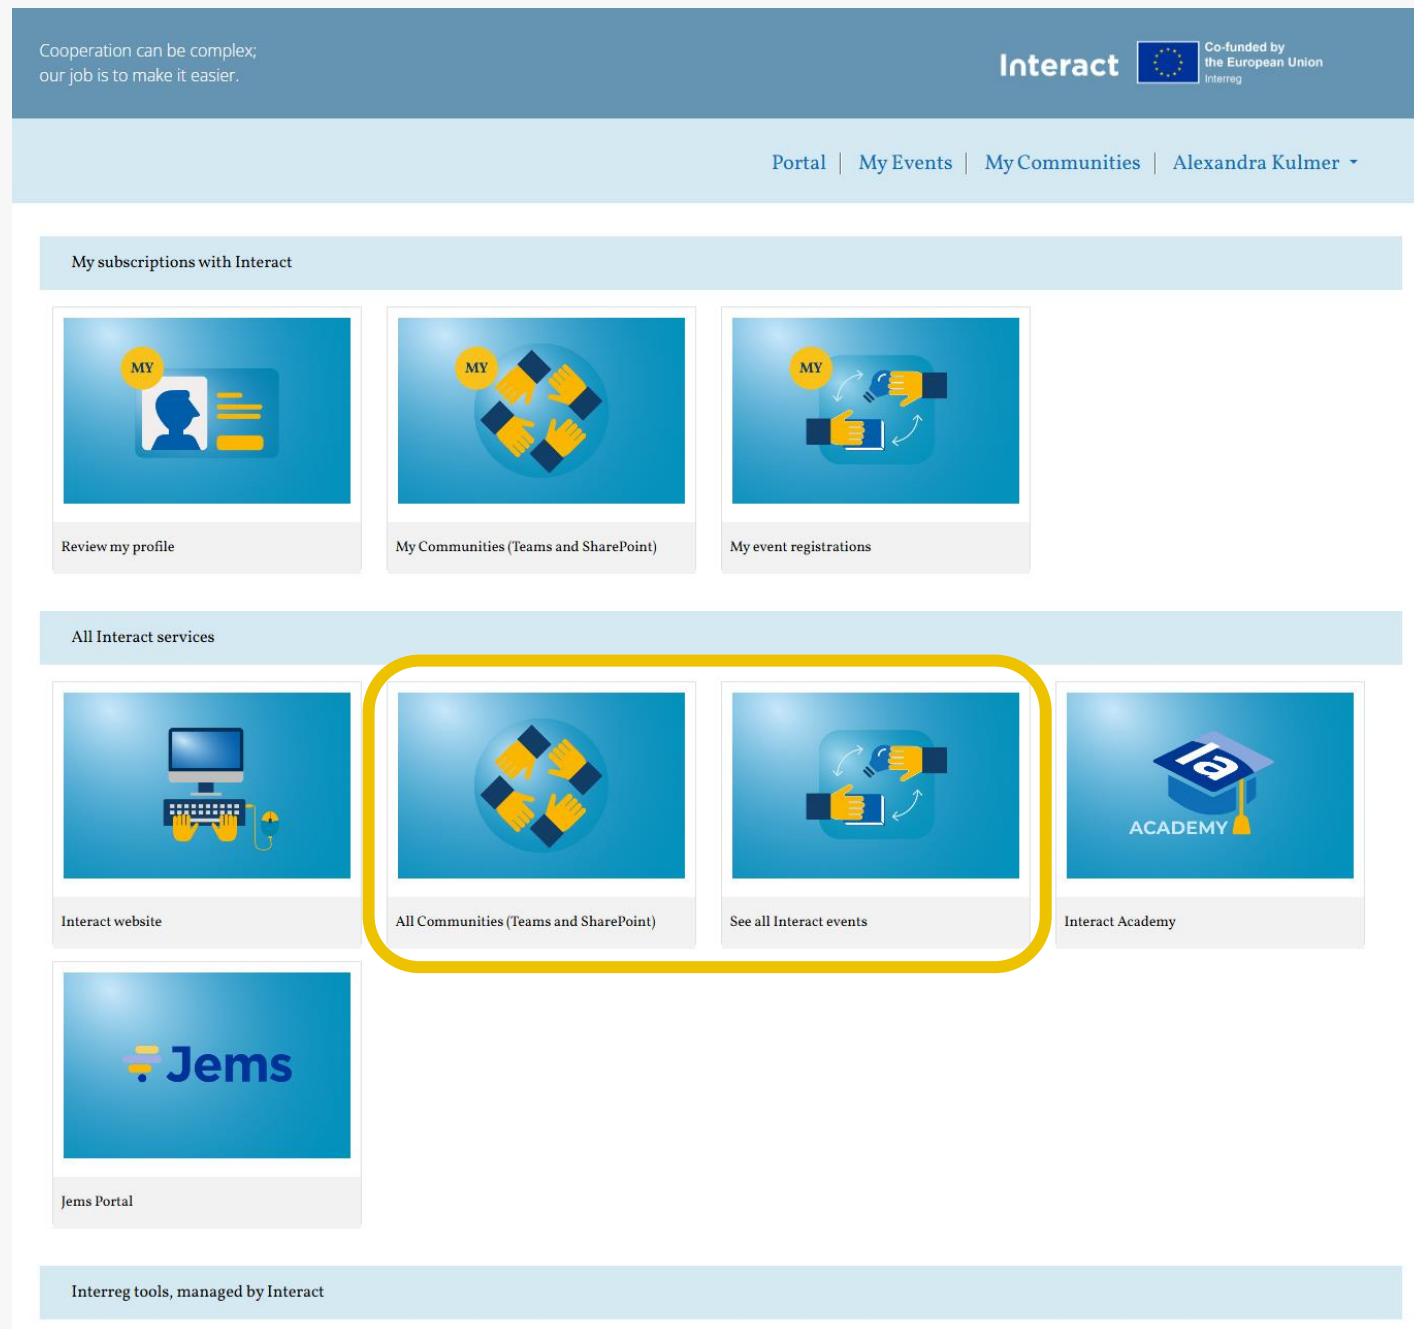 Cooperation can be complex;
our job is to make it easier.
Interact
Co-funded by
the European Union
Interreg
Portal | My Events | My Communities | Alexandra Kulmer
My subscriptions with Interact
MY
MY
MY
Review my profile
My Communities (Teams and SharePoint)
My event registrations
All Interact services
Ia
ACADEMY
Interact website
All Communities (Teams and SharePoint)
See all Interact events
Interact Academy
Jems
Jems Portal
Interreg tools, managed by Interact